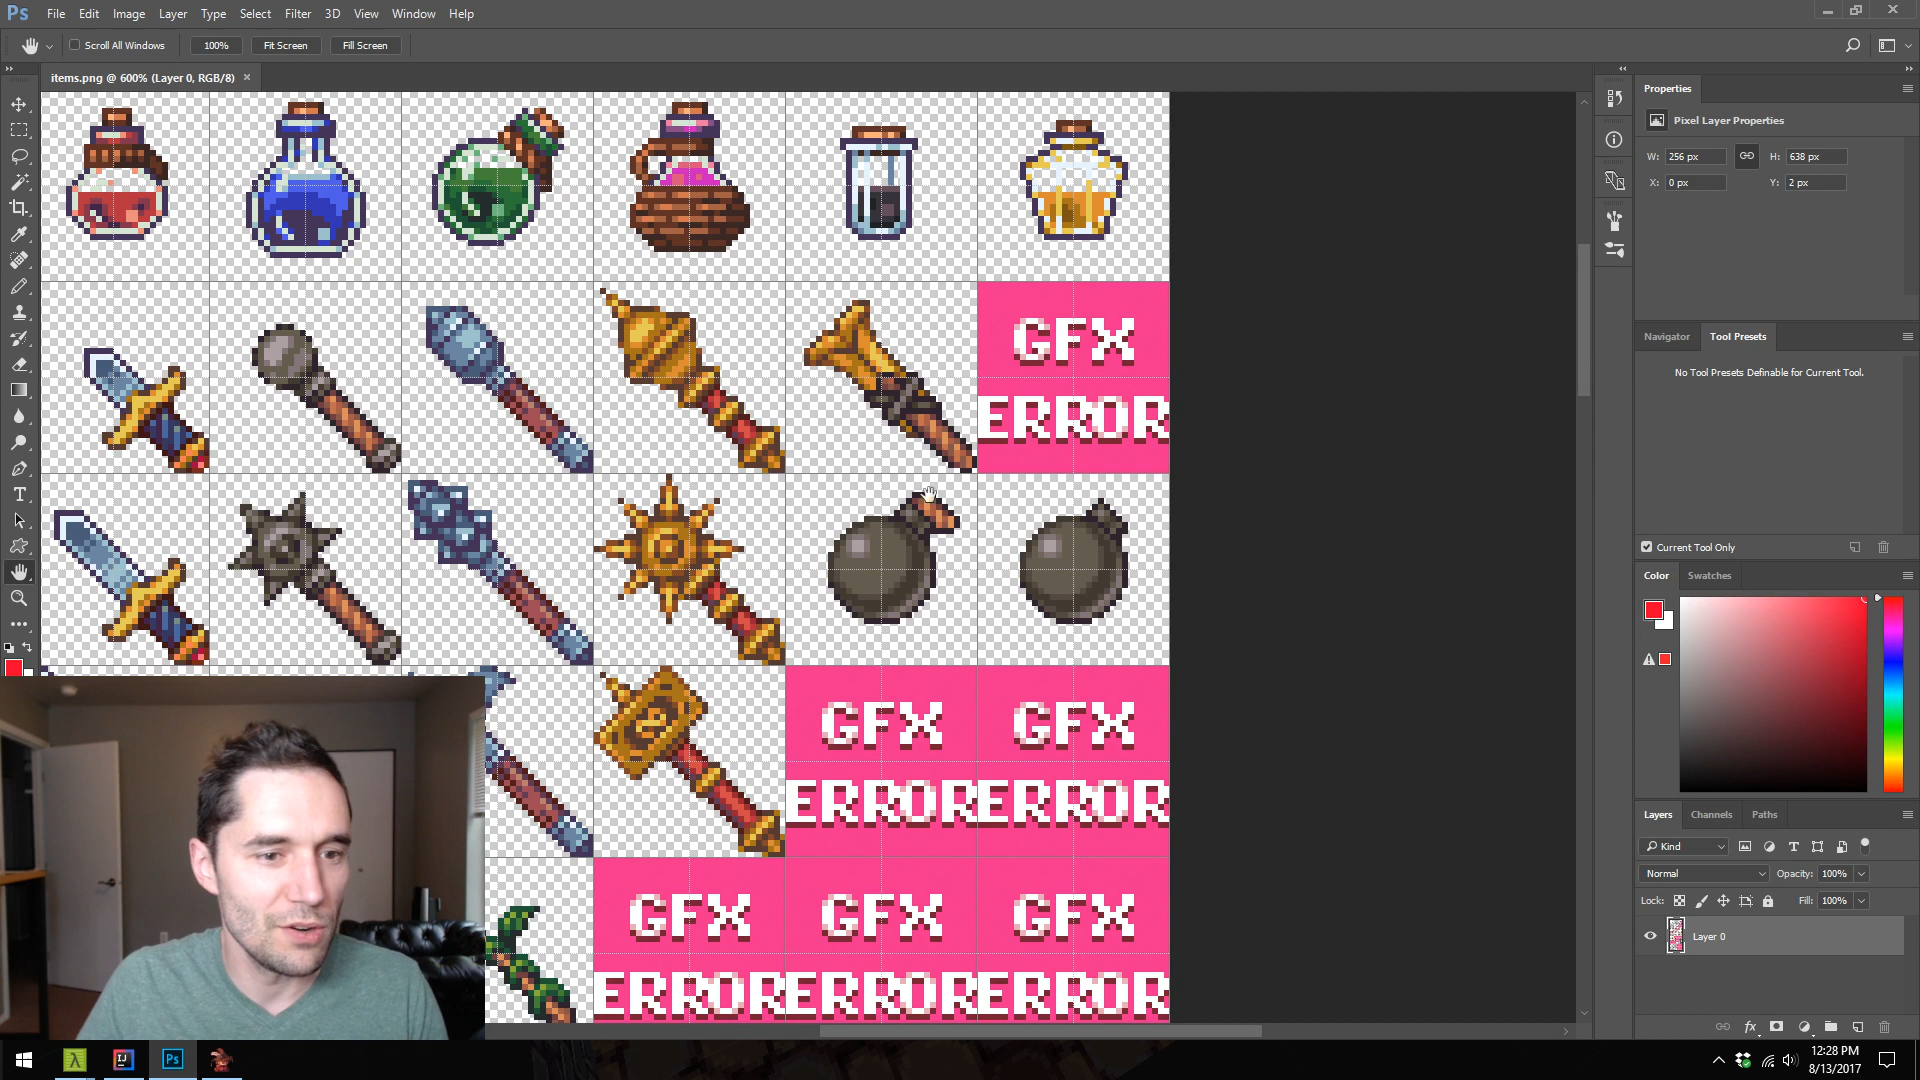 Ps File Edit Image Layer Type Select Filter 3D View Window Help
Scroll All Windows 100% Fit Screen Fill Screen
items.png @ 600% (Layer 0, RGB/8) ×
Properties
Pixel Layer Properties
W: 256 px H: 638 px
X: 0 px Y: 2 px
Navigator Tool Presets
No Tool Presets Definable for Current Tool.
Current Tool Only
Color Swatches
Layers Channels Paths
Kind
Normal Opacity: 100%
Lock: Fill: 100%
Layer 0
GFX
ERROR
GFX GFX
ERROR ERROR
GFX GFX GFX
ERROR ERROR ERROR
λ IJ Ps
12:28 PM
8/13/2017